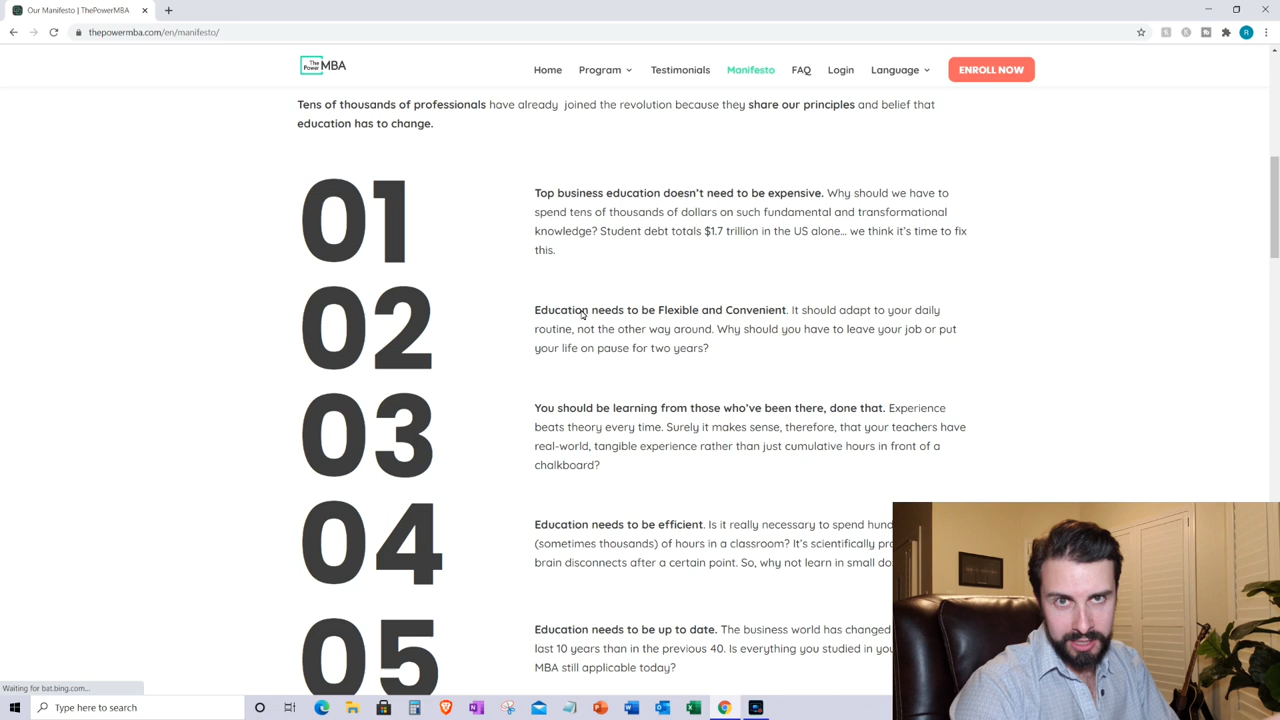 Our Manifesto | ThePowerMBA
thepowermba.com/en/manifesto/
R
The Power MBA
Home Program Testimonials Manifesto FAQ Login Language ENROLL NOW
Tens of thousands of professionals have already joined the revolution because they share our principles and belief that
education has to change.
01
Top business education doesn't need to be expensive. Why should we have to
spend tens of thousands of dollars on such fundamental and transformational
knowledge? Student debt totals $1.7 trillion in the US alone... we think it's time to fix
this.
02
Education needs to be Flexible and Convenient. It should adapt to your daily
routine, not the other way around. Why should you have to leave your job or put
your life on pause for two years?
03
You should be learning from those who've been there, done that. Experience
beats theory every time. Surely it makes sense, therefore, that your teachers have
real-world, tangible experience rather than just cumulative hours in front of a
chalkboard?
04
Education needs to be efficient. Is it really necessary to spend
(sometimes thousands) of hours in a classroom? It's scientifically
brain disconnects after a certain point. So, why not learn in small
05
Education needs to be up to date. The business world has changed
last 10 years than in the previous 40. Is everything you studied in
MBA still applicable today?
Waiting for bat.bing.com...
Type here to search